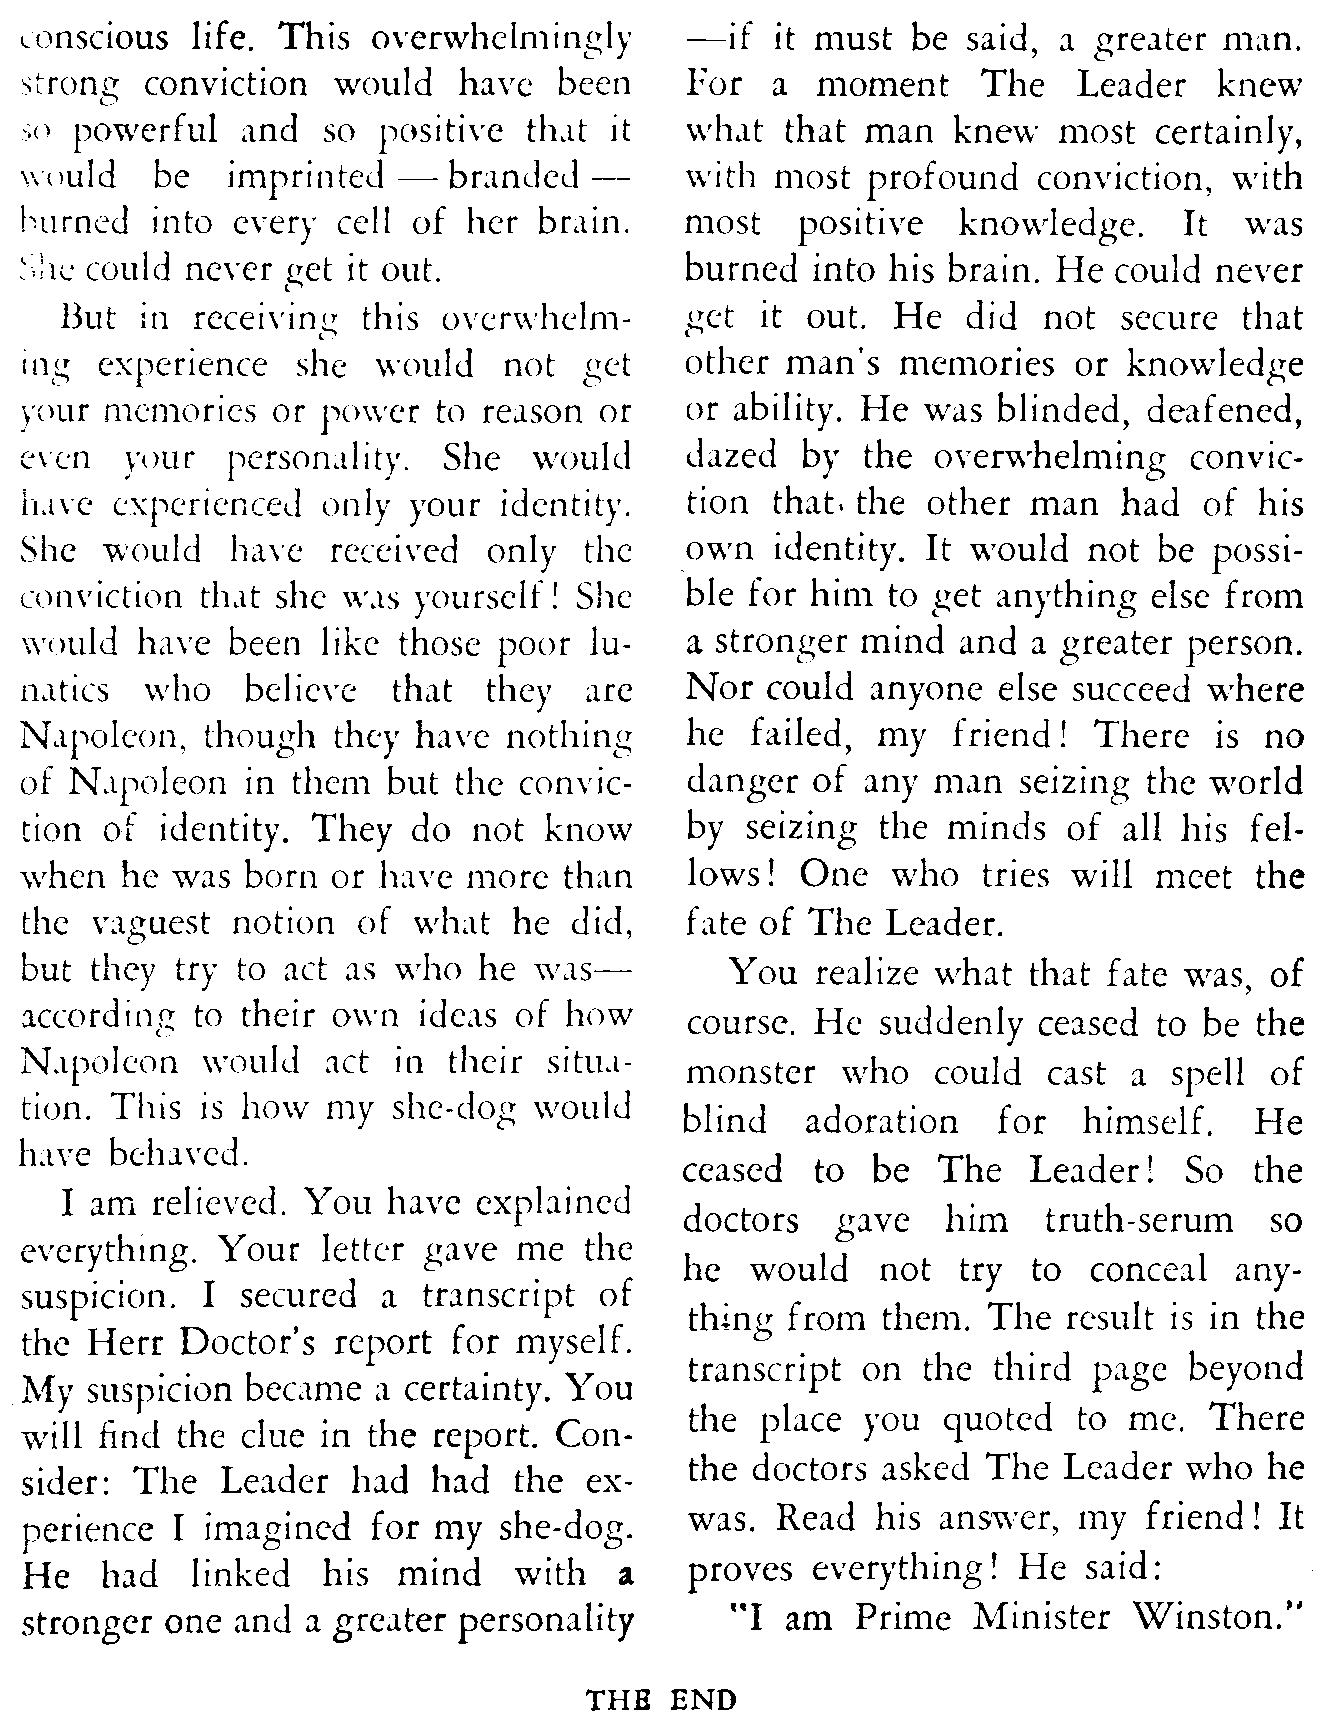 conscious life. This overwhelmingly
strong conviction would have been
so powerful and so positive that it
would be imprinted — branded —
burned into every cell of her brain.
She could never get it out.
But in receiving this overwhelm-
ing experience she would not get
your memories or power to reason or
even your personality. She would
have experienced only your identity.
She would have received only the
conviction that she was yourself! She
would have been like those poor lu-
natics who believe that they are
Napoleon, though they have nothing
of Napoleon in them but the convic-
tion of identity. They do not know
when he was born or have more than
the vaguest notion of what he did,
but they try to act as who he was—
according to their own ideas of how
Napoleon would act in their situa-
tion. This is how my she-dog would
have behaved.
I am relieved. You have explained
everything. Your letter gave me the
suspicion. I secured a transcript of
the Herr Doctor's report for myself.
My suspicion became a certainty. You
will find the clue in the report. Con-
sider: The Leader had had the ex-
perience I imagined for my she-dog.
He had linked his mind with a
stronger one and a greater personality
—if it must be said, a greater man.
For a moment The Leader knew
what that man knew most certainly,
with most profound conviction, with
most positive knowledge. It was
burned into his brain. He could never
get it out. He did not secure that
other man's memories or knowledge
or ability. He was blinded, deafened,
dazed by the overwhelming convic-
tion that the other man had of his
own identity. It would not be possi-
ble for him to get anything else from
a stronger mind and a greater person.
Nor could anyone else succeed where
he failed, my friend! There is no
danger of any man seizing the world
by seizing the minds of all his fel-
lows! One who tries will meet the
fate of The Leader.
You realize what that fate was, of
course. He suddenly ceased to be the
monster who could cast a spell of
blind adoration for himself. He
ceased to be The Leader! So the
doctors gave him truth-serum so
he would not try to conceal any-
thing from them. The result is in the
transcript on the third page beyond
the place you quoted to me. There
the doctors asked The Leader who he
was. Read his answer, my friend! It
proves everything! He said:
"I am Prime Minister Winston."
THE END